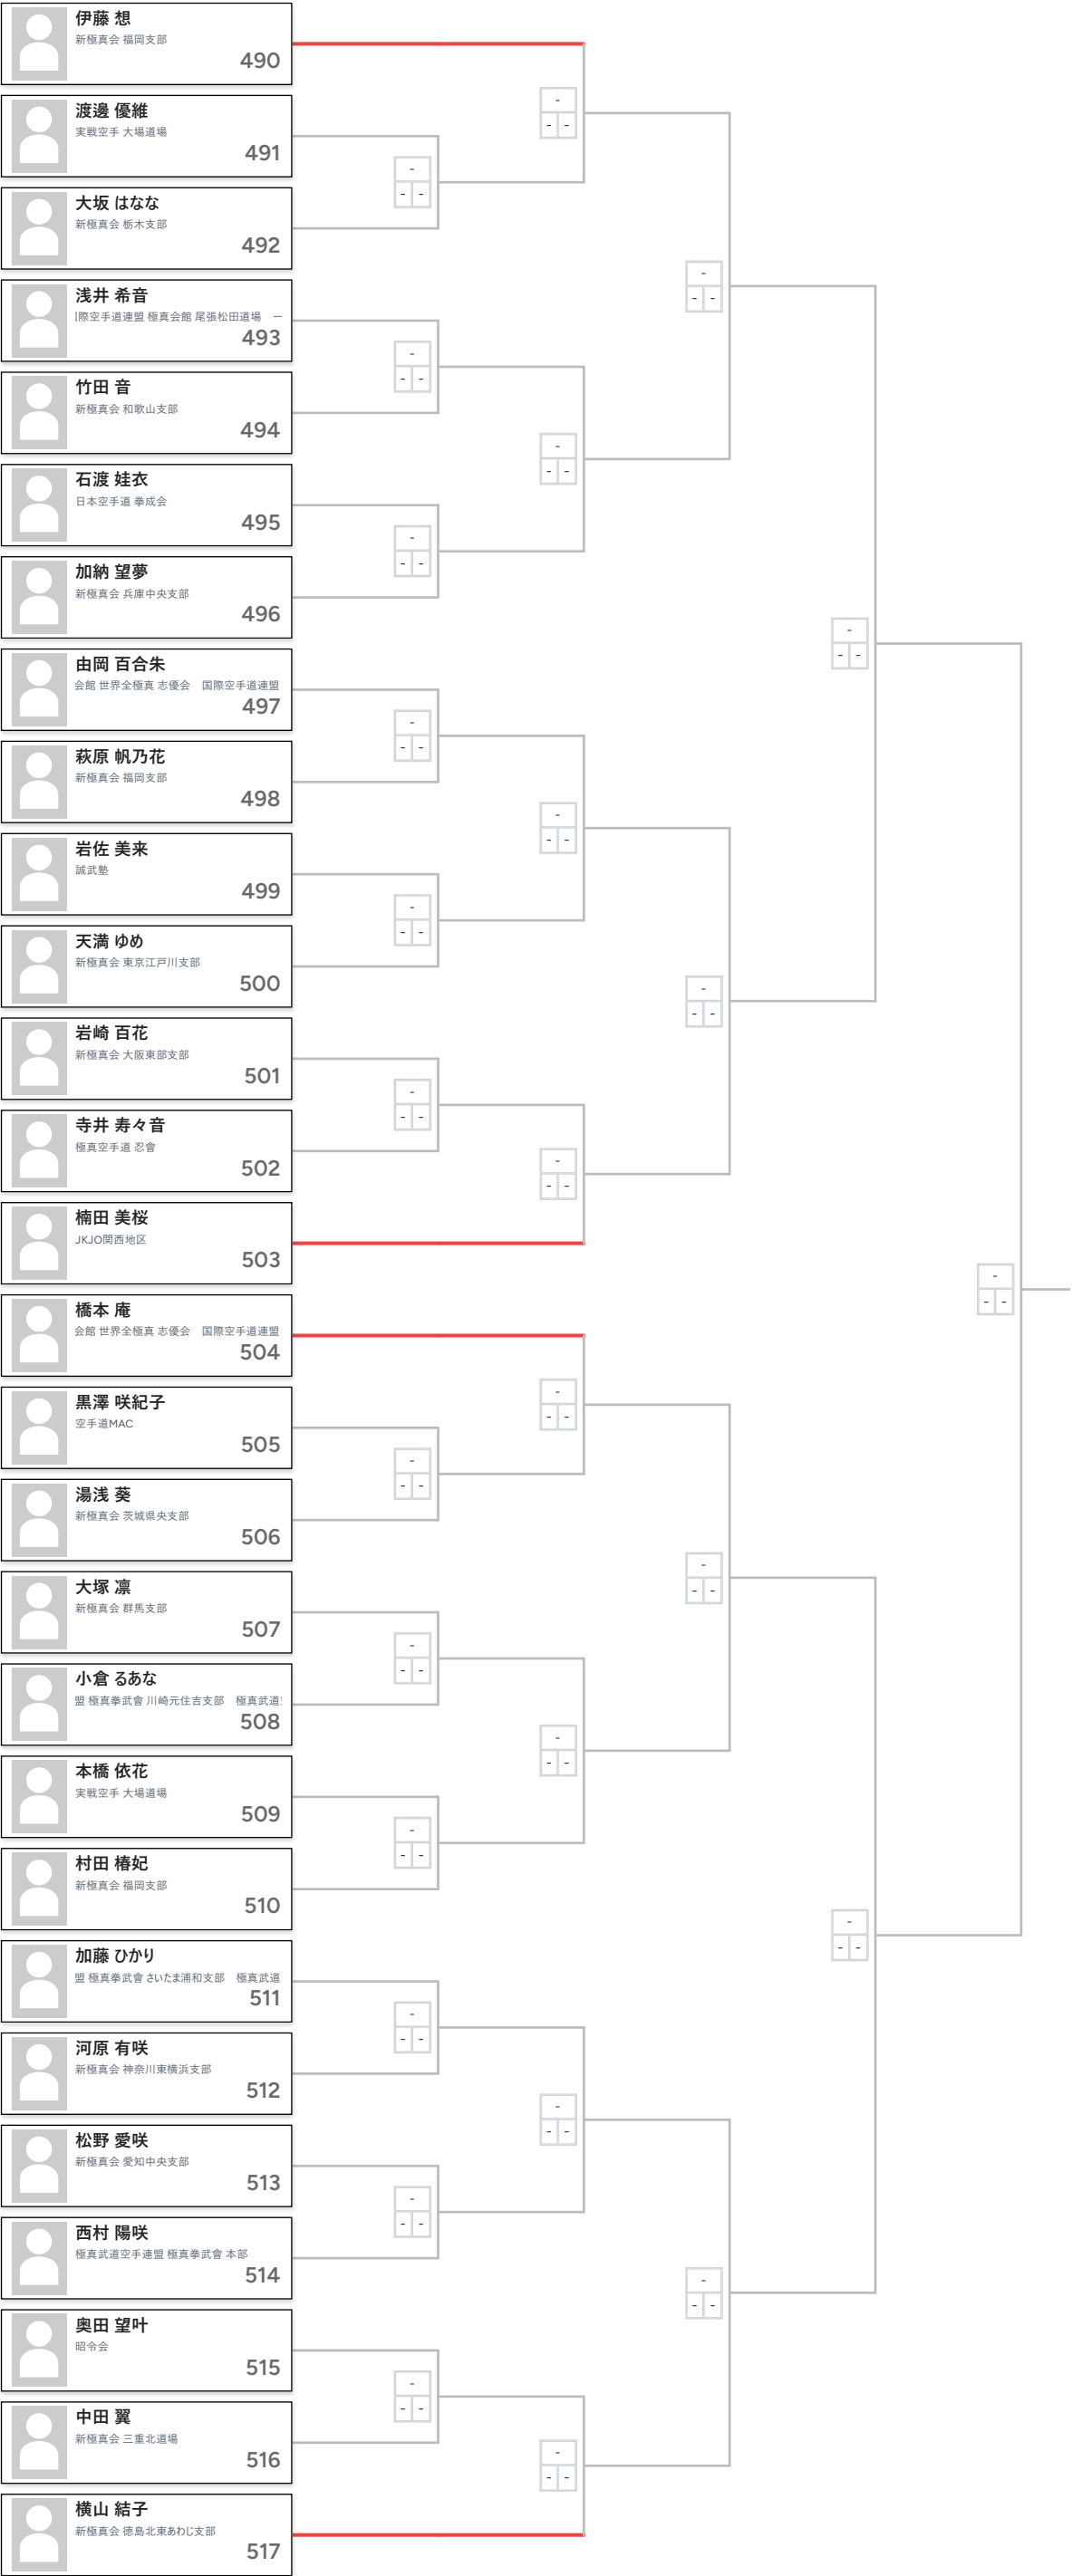 伊藤 想
新極真会 福岡支部
490
渡邊 優維
実戦空手 大場道場
491
大坂 はなな
新極真会 栃木支部
492
浅井 希音
際空手道連盟 極真会館 尾張松田道場　一
493
竹田 音
新極真会 和歌山支部
494
石渡 娃衣
日本空手道 拳成会
495
加納 望夢
新極真会 兵庫中央支部
496
由岡 百合朱
会館 世界全極真 志優会　国際空手道連盟
497
萩原 帆乃花
新極真会 福岡支部
498
岩佐 美来
誠武塾
499
天満 ゆめ
新極真会 東京江戸川支部
500
岩崎 百花
新極真会 大阪東部支部
501
寺井 寿々音
極真空手道 忍會
502
楠田 美桜
JKJO関西地区
503
橋本 庵
会館 世界全極真 志優会　国際空手道連盟
504
黒澤 咲紀子
空手道MAC
505
湯浅 葵
新極真会 茨城県央支部
506
大塚 凛
新極真会 群馬支部
507
小倉 るあな
盟 極真拳武會 川崎元住吉支部　極真武道
508
本橋 依花
実戦空手 大場道場
509
村田 椿妃
新極真会 福岡支部
510
加藤 ひかり
盟 極真拳武會 さいたま浦和支部　極真武道
511
河原 有咲
新極真会 神奈川東横浜支部
512
松野 愛咲
新極真会 愛知中央支部
513
西村 陽咲
極真武道空手連盟 極真拳武會 本部
514
奥田 望叶
昭令会
515
中田 翼
新極真会 三重北道場
516
横山 結子
新極真会 徳島北東あわじ支部
517